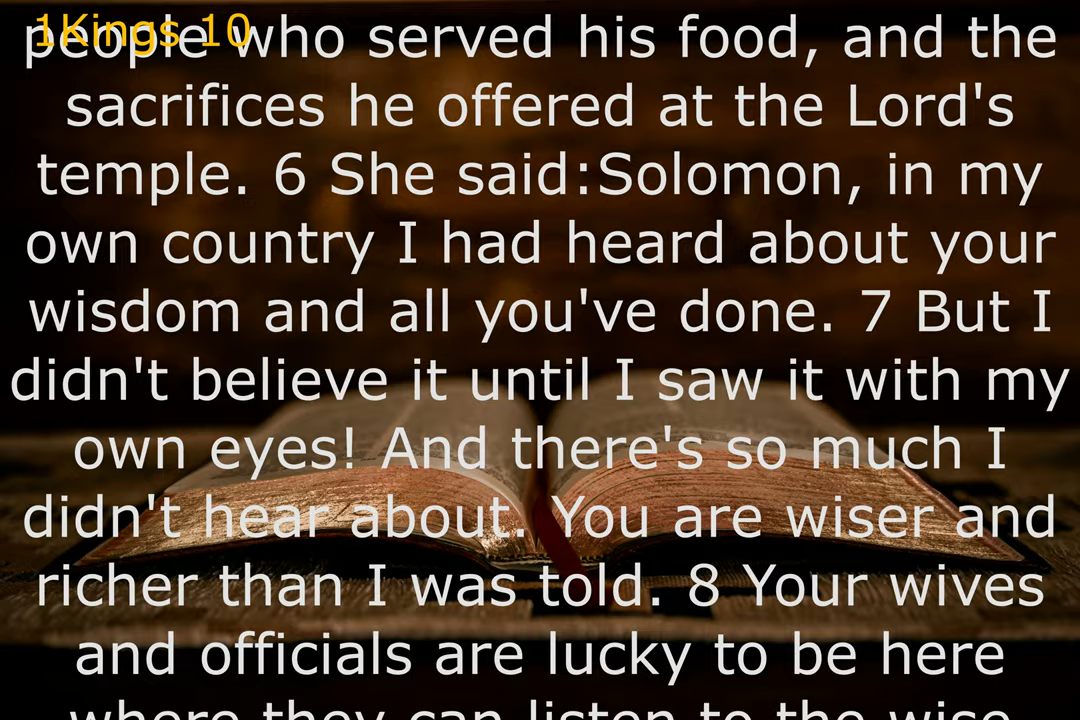 1Kings 10
people who served his food, and the
sacrifices he offered at the Lord's
temple. 6 She said:Solomon, in my
own country I had heard about your
wisdom and all you've done. 7 But I
didn't believe it until I saw it with my
own eyes! And there's so much I
didn't hear about. You are wiser and
richer than I was told. 8 Your wives
and officials are lucky to be here
where they can listen to the wise